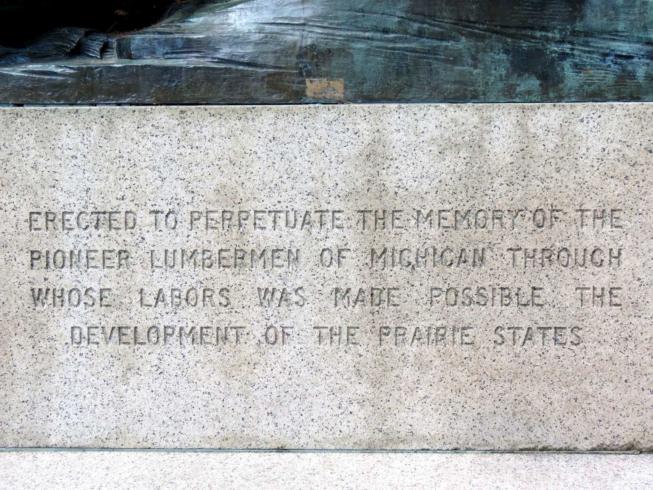 ERECTED TO PERPETUATE THE MEMORY OF THE
PIONEER LUMBERMEN OF MICHIGAN THROUGH
WHOSE LABORS WAS MADE POSSIBLE THE
DEVELOPMENT OF THE PRAIRIE STATES